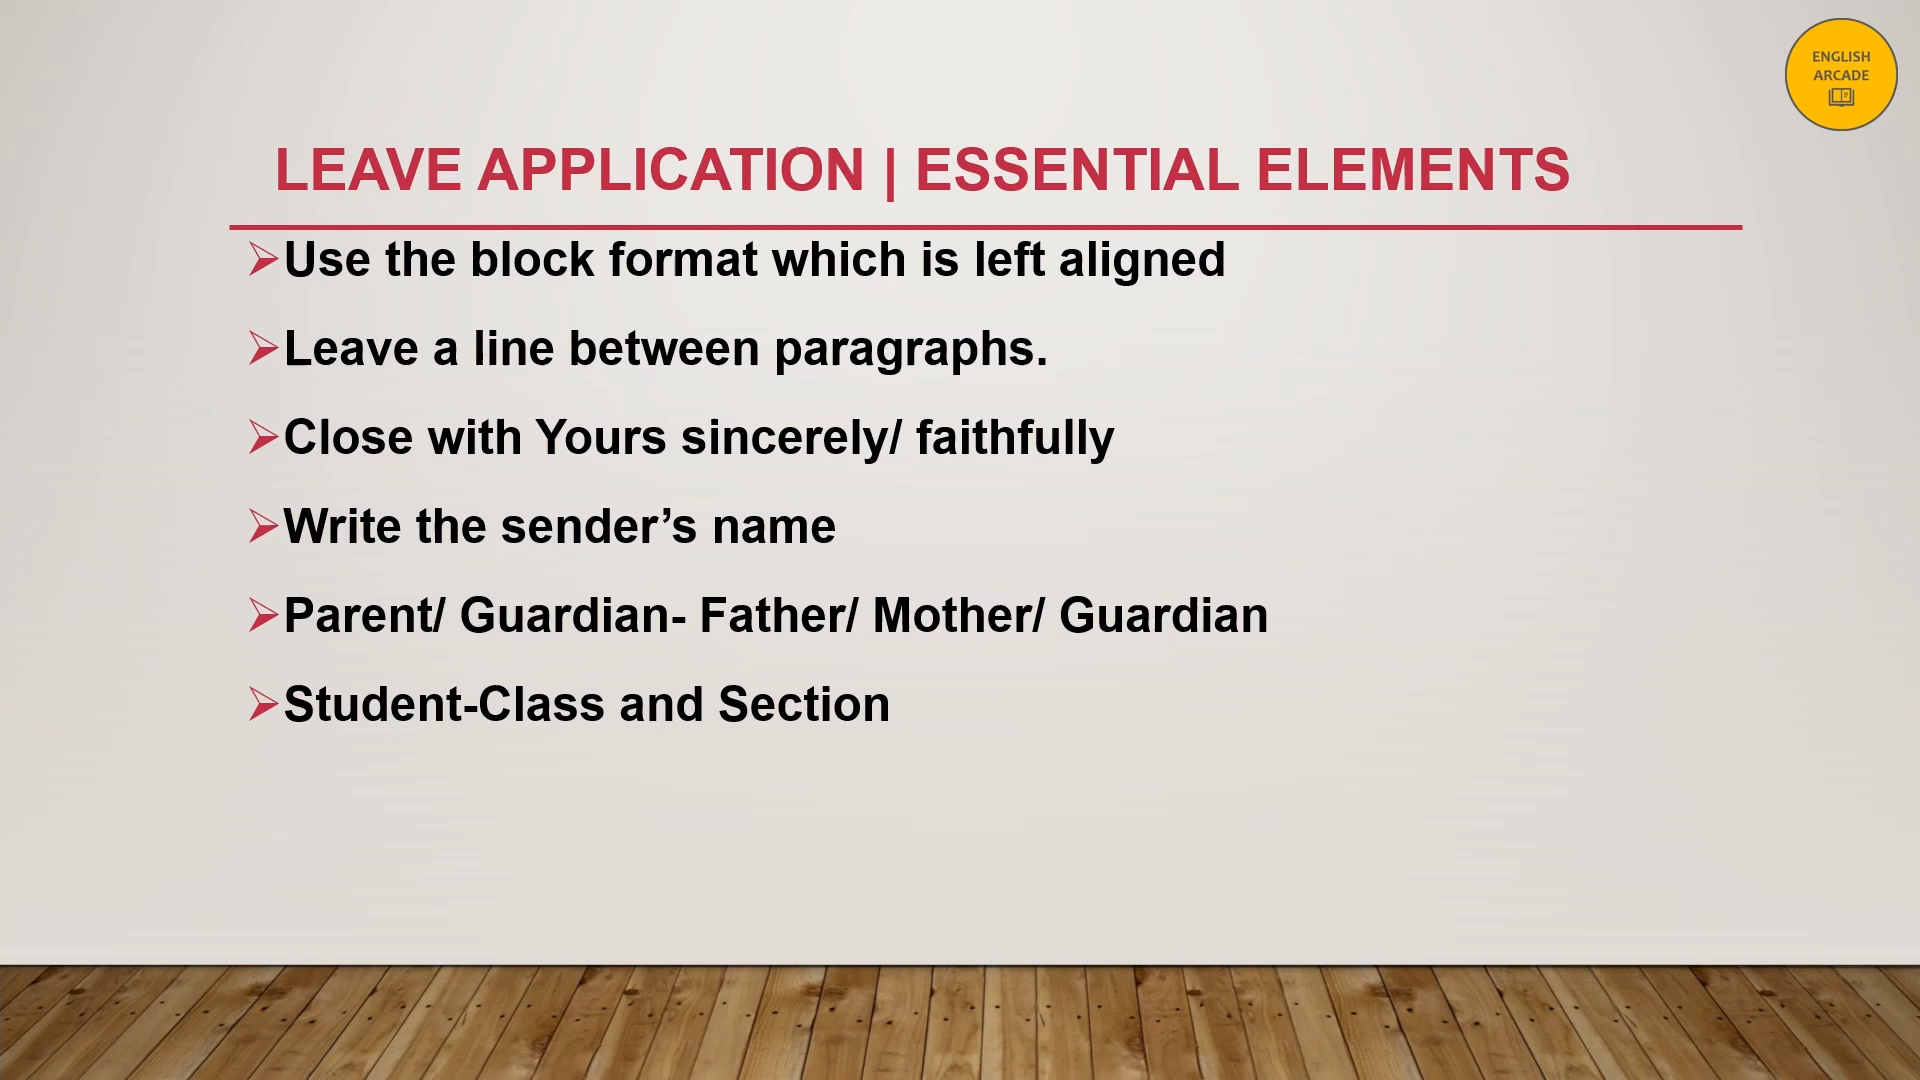 ENGLISH
ARCADE
LEAVE APPLICATION | ESSENTIAL ELEMENTS
Use the block format which is left aligned
Leave a line between paragraphs.
Close with Yours sincerely/ faithfully
Write the sender’s name
Parent/ Guardian- Father/ Mother/ Guardian
Student-Class and Section